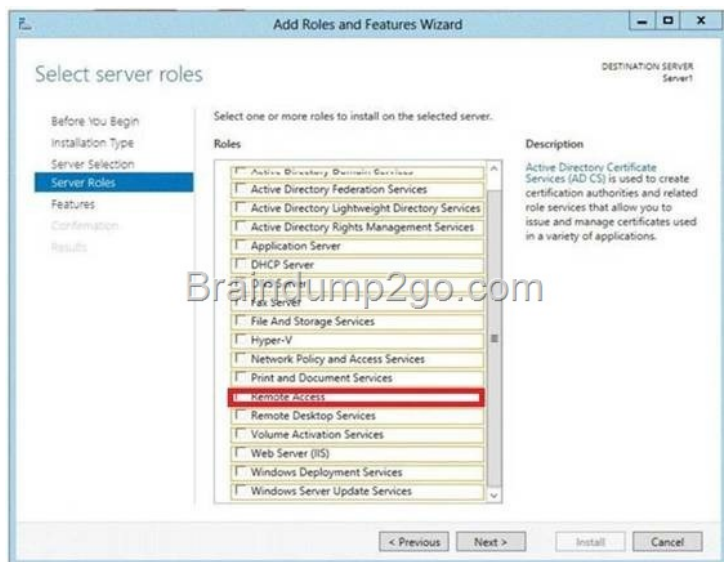 Add Roles and Features Wizard
Select server roles
DESTINATION SERVER
Server1
Before You Begin
Installation Type
Server Selection
Server Roles
Features
Confirmation
Results
Select one or more roles to install on the selected server.
Roles
Active Directory Domain Services
Active Directory Federation Services
Active Directory Lightweight Directory Services
Active Directory Rights Management Services
Application Server
DHCP Server
DNS Server
Fax Server
File And Storage Services
Hyper-V
Network Policy and Access Services
Print and Document Services
Remote Access
Remote Desktop Services
Volume Activation Services
Web Server (IIS)
Windows Deployment Services
Windows Server Update Services
Description
Active Directory Certificate
Services (AD CS) is used to create
certification authorities and related
role services that allow you to
issue and manage certificates used
in a variety of applications.
Braindump2go.com
< Previous
Next >
Install
Cancel